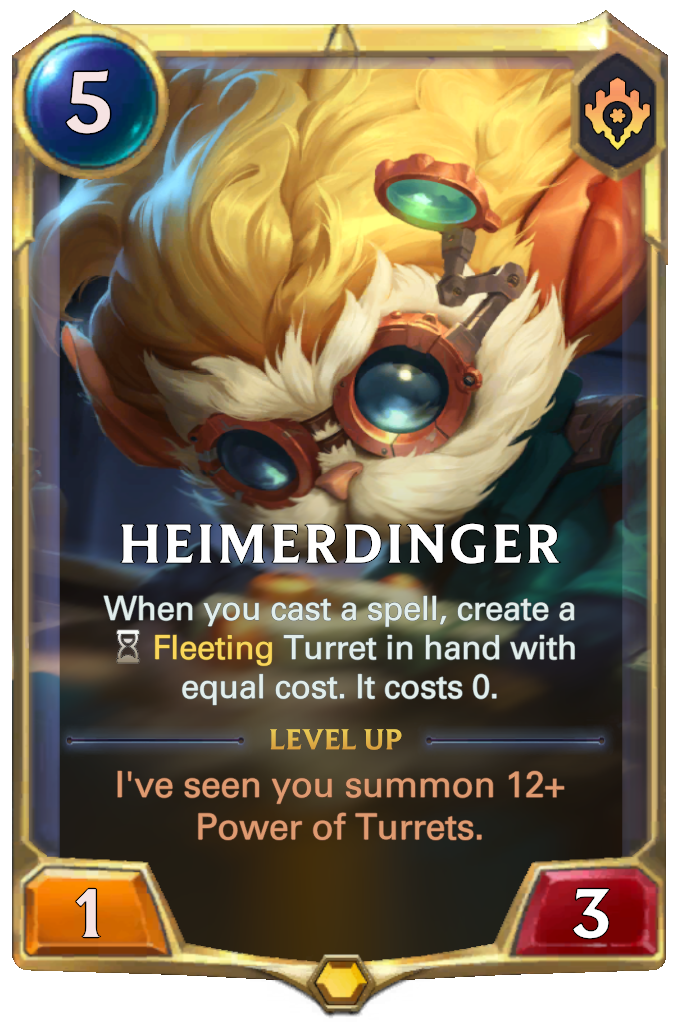 5
HEIMERDINGER
When you cast a spell, create a
Fleeting Turret in hand with
equal cost. It costs 0.
LEVEL UP
I've seen you summon 12+
Power of Turrets.
1
3